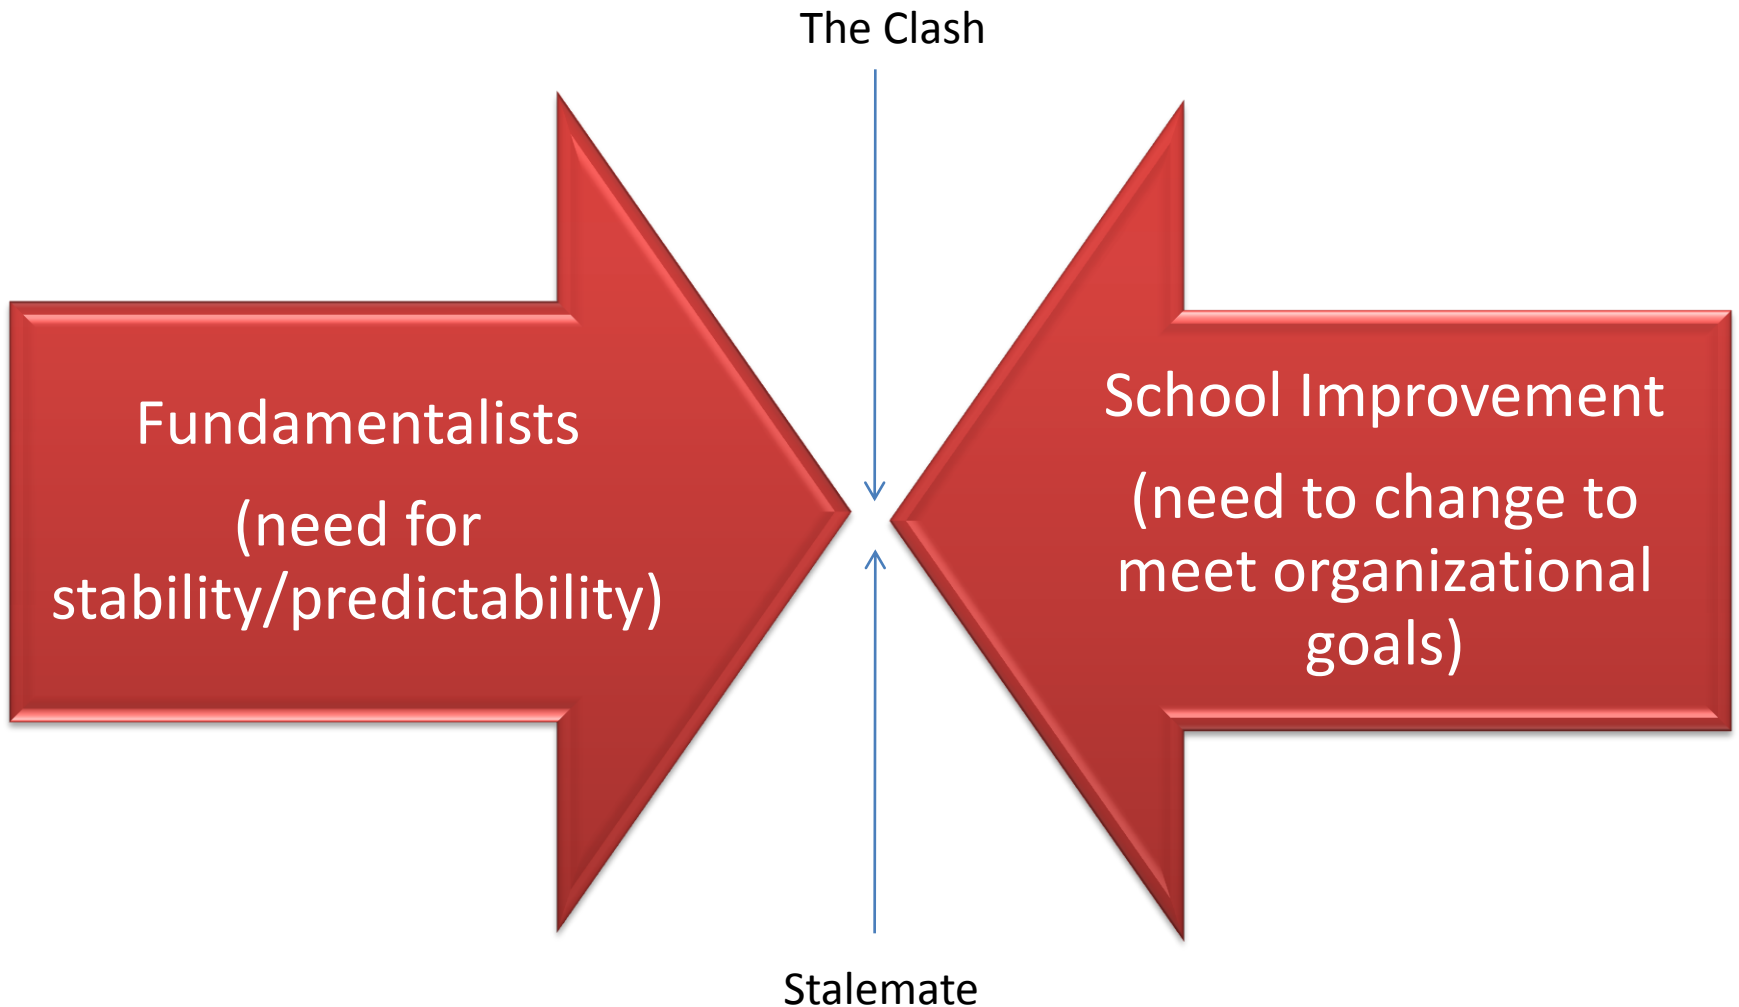 The Clash
Fundamentalists
(need for
stability/predictability)
School Improvement
(need to change to
meet organizational
goals)
Stalemate